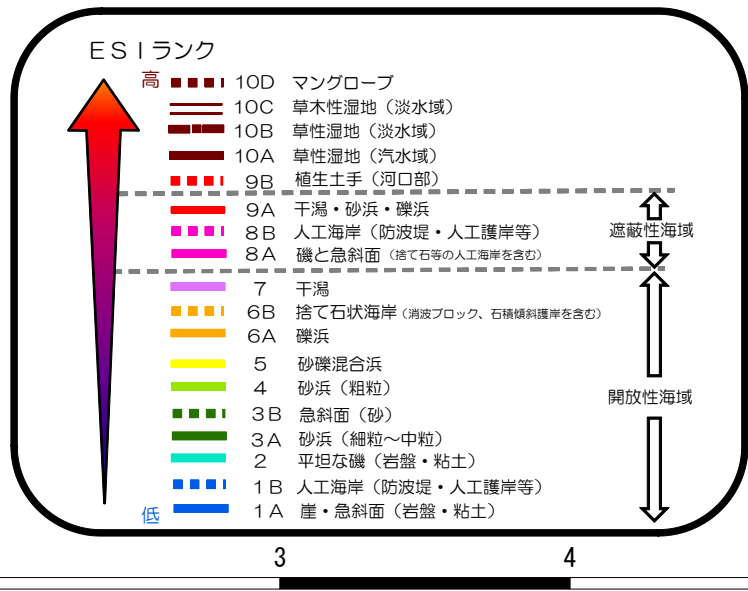 ESIランク
高
10D マングローブ
10C 草木性湿地（淡水域）
10B 草性湿地（淡水域）
10A 草性湿地（汽水域）
9B 植生土手（河口部）
9A 干潟・砂浜・礫浜
8B 人工海岸（防波堤・人工護岸等）
遮蔽性海域
8A 磯と急斜面（捨て石等の人工海岸を含む）
7 干潟
6B 捨て石状海岸（消波ブロック、石積傾斜護岸を含む）
6A 礫浜
5 砂礫混合浜
4 砂浜（粗粒）
開放性海域
3B 急斜面（砂）
3A 砂浜（細粒～中粒）
2 平坦な磯（岩盤・粘土）
1B 人工海岸（防波堤・人工護岸等）
1A 崖・急斜面（岩盤・粘土）
低
3 4